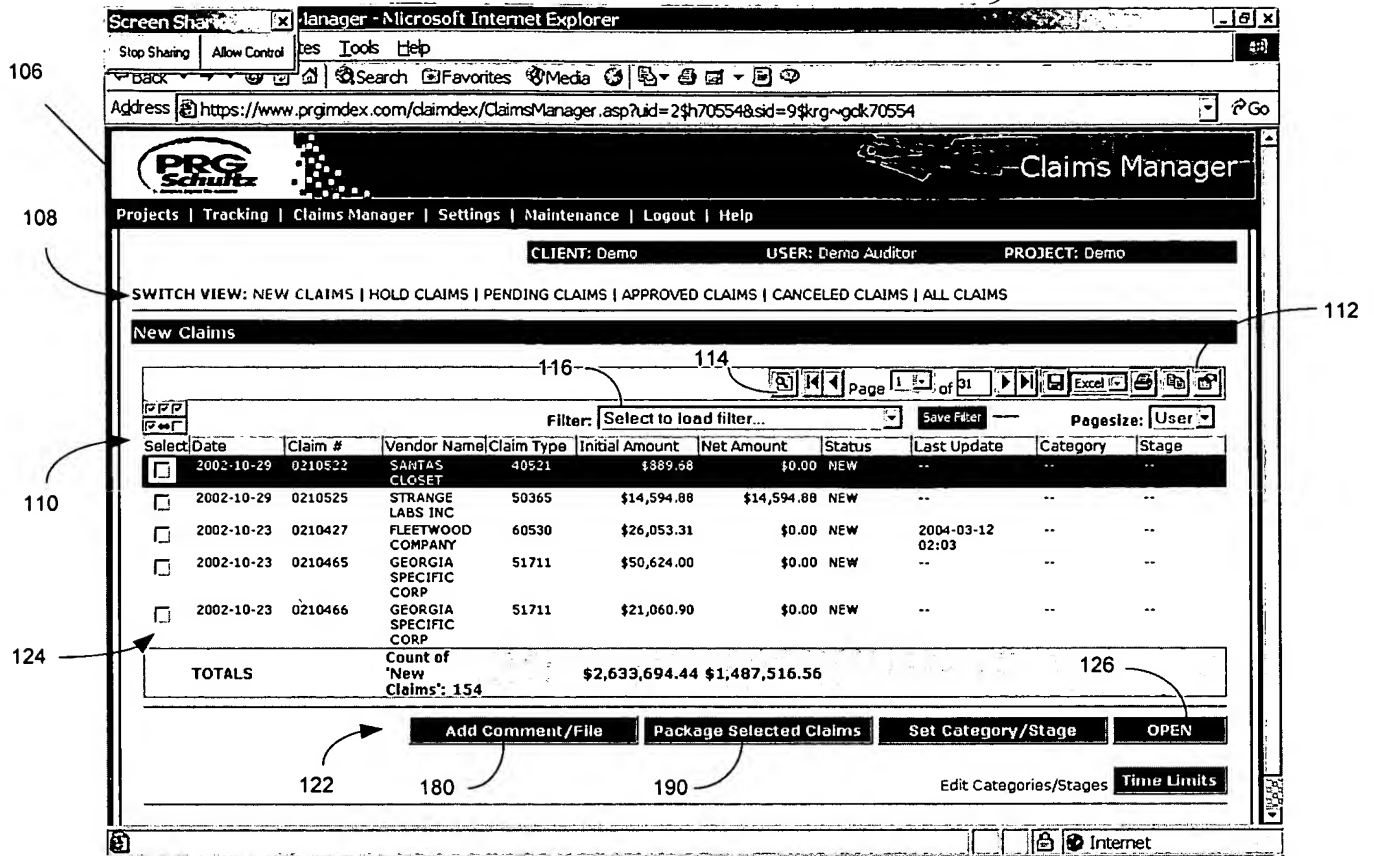 Screen Shari
Manager - Microsoft Internet Explorer
Stop Sharing
Allow Control
tes Tools Help
Back Search Favorites Media
Address https://www.prgimdex.com/claimdex/ClaimsManager.asp?uid=2$h70554&sid=9$krg~gdk70554 Go
106
PRG
Schultz
Claims Manager
Projects | Tracking | Claims Manager | Settings | Maintenance | Logout | Help
108
CLIENT: Demo USER: Demo Auditor PROJECT: Demo
SWITCH VIEW: NEW CLAIMS | HOLD CLAIMS | PENDING CLAIMS | APPROVED CLAIMS | CANCELED CLAIMS | ALL CLAIMS
112
New Claims
116 114
Page 1 of 31 Excel
Filter: Select to load filter... Save Filter Pagesize: User
110
Select Date Claim # Vendor Name Claim Type Initial Amount Net Amount Status Last Update Category Stage
2002-10-29 0210522 SANTAS CLOSET 40521 $889.68 $0.00 NEW -- -- --
2002-10-29 0210525 STRANGE LABS INC 50365 $14,594.88 $14,594.88 NEW -- -- --
2002-10-23 0210427 FLEETWOOD COMPANY 60530 $26,053.31 $0.00 NEW 2004-03-12 02:03 -- --
2002-10-23 0210465 GEORGIA SPECIFIC CORP 51711 $50,624.00 $0.00 NEW -- -- --
2002-10-23 0210466 GEORGIA SPECIFIC CORP 51711 $21,060.90 $0.00 NEW -- -- --
124
TOTALS Count of 'New Claims': 154 $2,633,694.44 $1,487,516.56
126
Add Comment/File Package Selected Claims Set Category/Stage OPEN
122 180 190
Edit Categories/Stages Time Limits
Internet